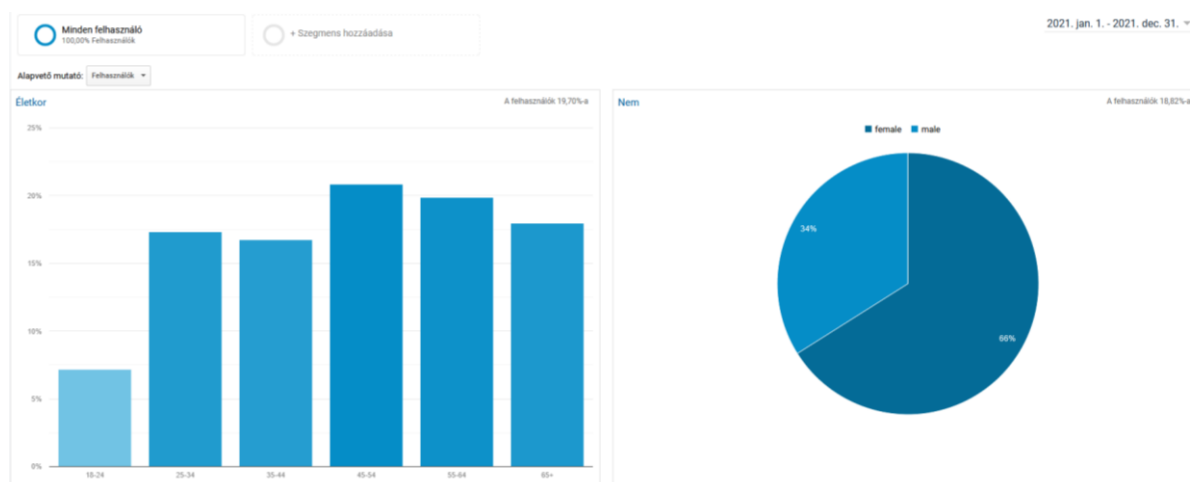 Minden felhasználó
100,00% Felhasználók
+ Szegmens hozzáadása
2021. jan. 1. - 2021. dec. 31.
Alapvető mutató: Felhasználók
Életkor
A felhasználók 19,70%-a
25%
20%
15%
10%
5%
0%
18-24
25-34
35-44
45-54
55-64
65+
Nem
A felhasználók 18,82%-a
female
male
34%
66%